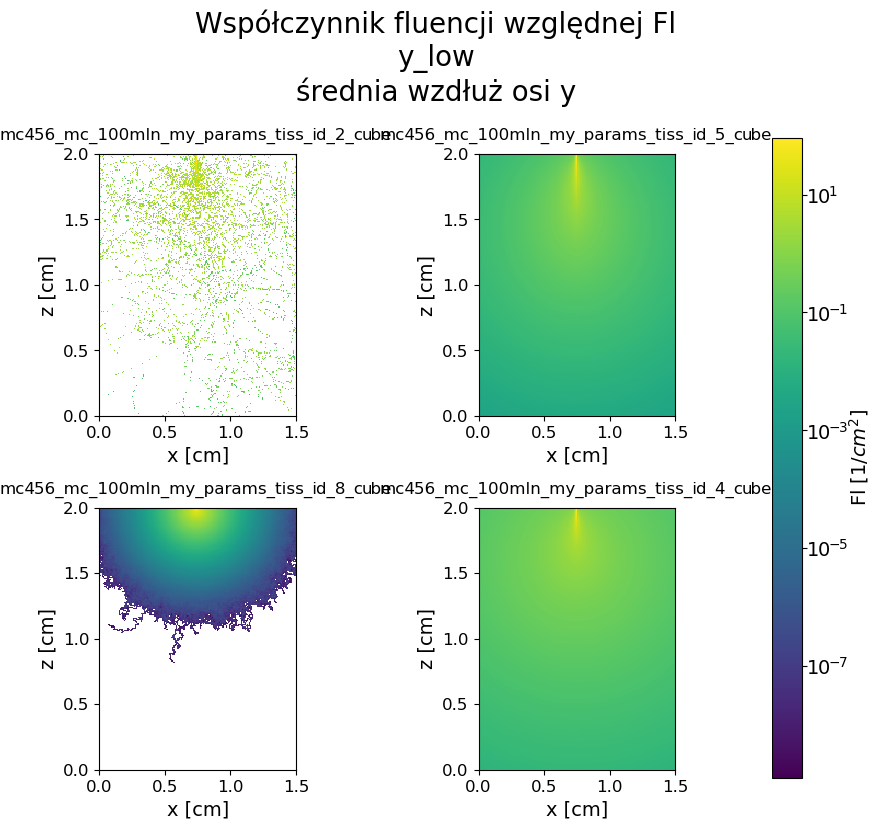 Współczynnik fluencji względnej Fl
y_low
średnia wzdłuż osi y
mc456_mc_100mln_my_params_tiss_id_2_cube
mc456_mc_100mln_my_params_tiss_id_5_cube
2.0
1.5
1.0
0.5
0.0
z [cm]
0.0 0.5 1.0 1.5
x [cm]
2.0
1.5
1.0
0.5
0.0
z [cm]
0.0 0.5 1.0 1.5
x [cm]
mc456_mc_100mln_my_params_tiss_id_8_cube
mc456_mc_100mln_my_params_tiss_id_4_cube
2.0
1.5
1.0
0.5
0.0
z [cm]
0.0 0.5 1.0 1.5
x [cm]
2.0
1.5
1.0
0.5
0.0
z [cm]
0.0 0.5 1.0 1.5
x [cm]
10¹
10⁻¹
10⁻³
10⁻⁵
10⁻⁷
Fl [1/cm²]